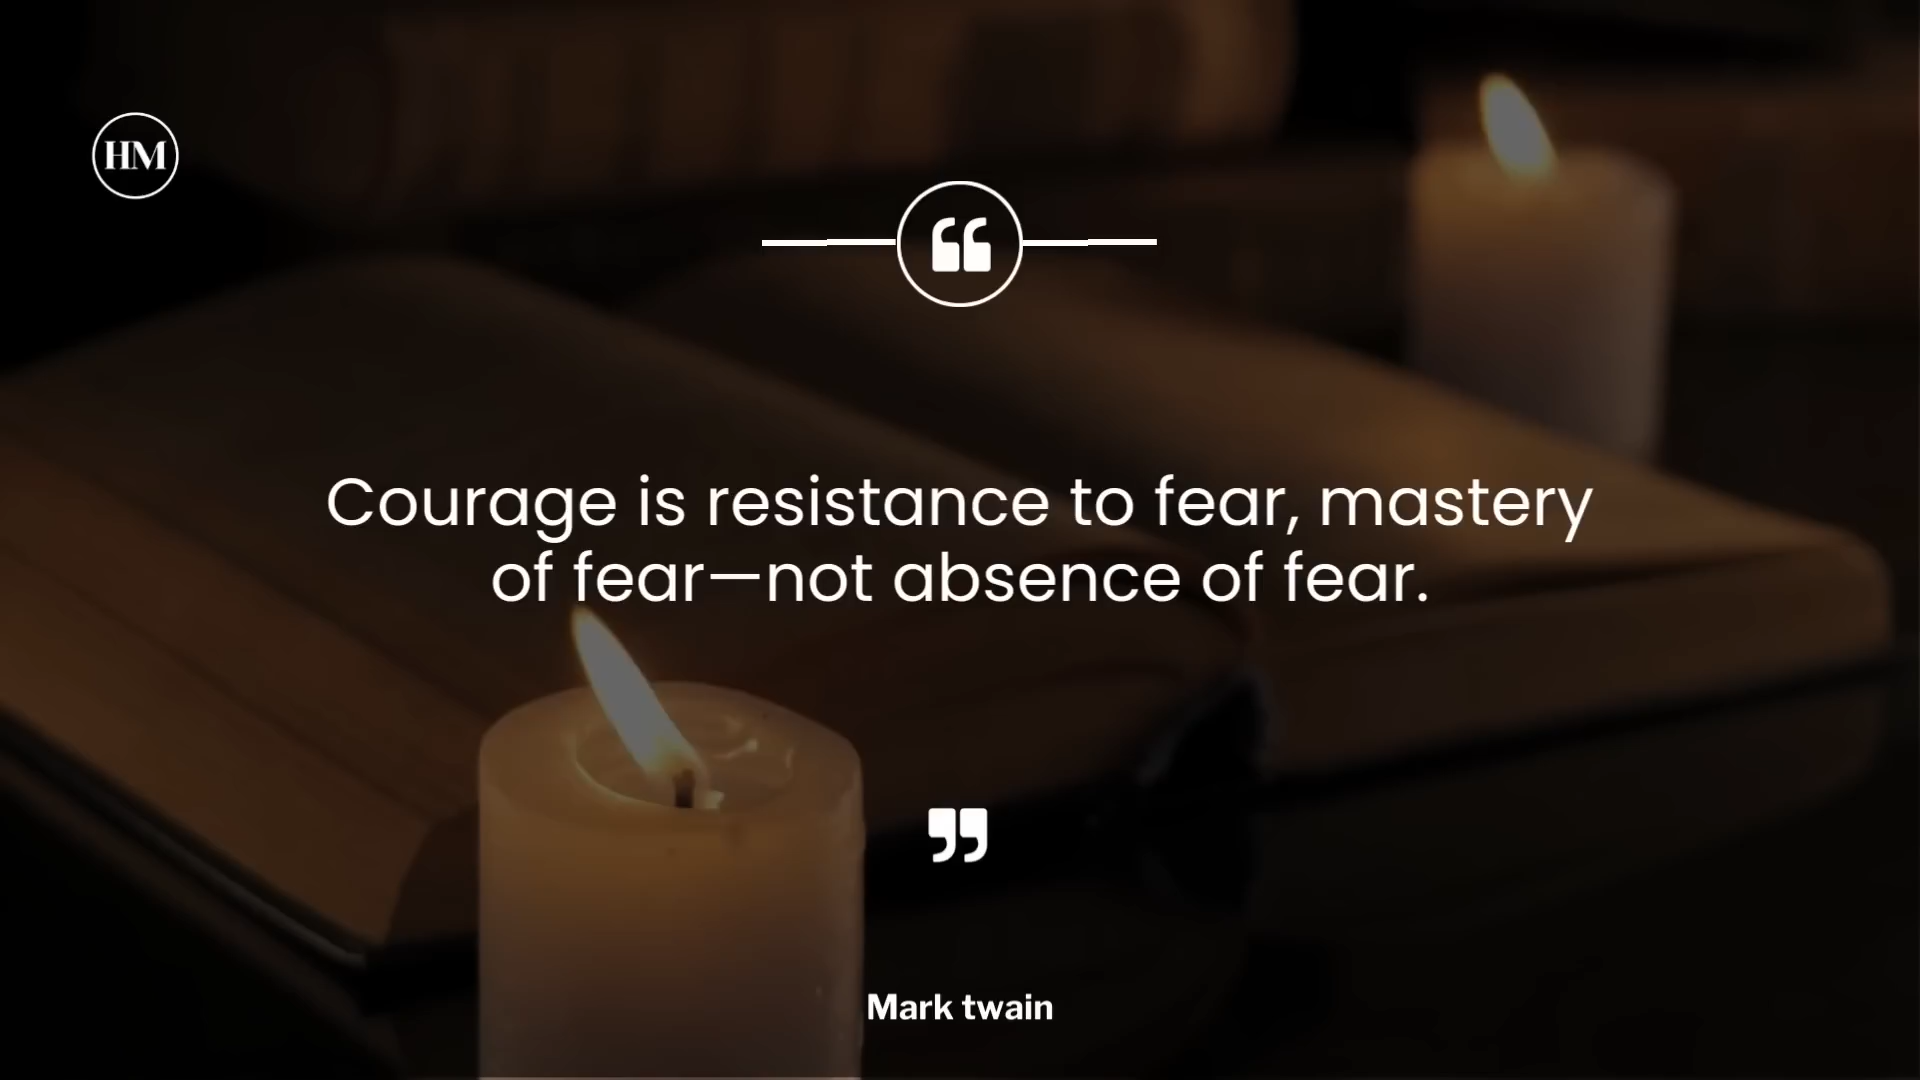 HM
“
Courage is resistance to fear, mastery
of fear—not absence of fear.
”
Mark twain